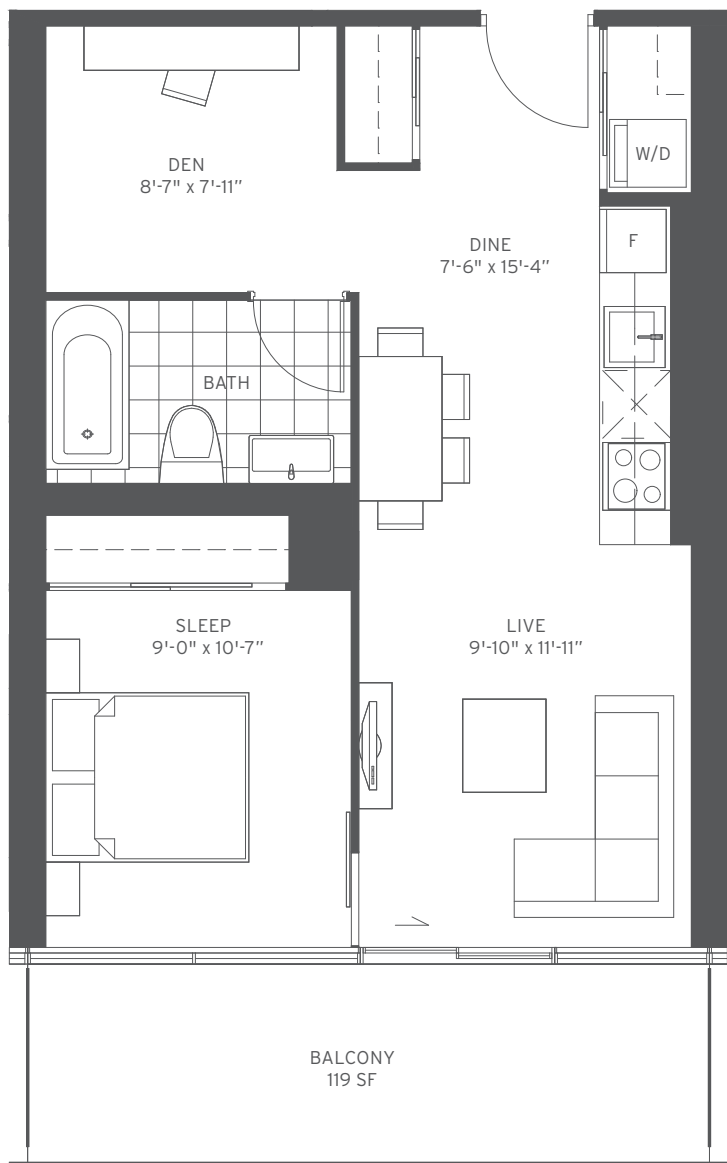 W/D
DEN
8'-7" x 7'-11"
F
DINE
7'-6" x 15'-4"
BATH
SLEEP
9'-0" x 10'-7"
LIVE
9'-10" x 11'-11"
BALCONY
119 SF